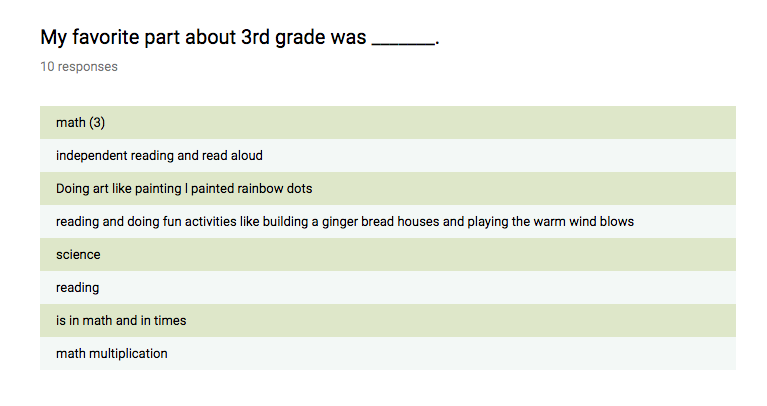 My favorite part about 3rd grade was _______.
10 responses
math (3)
independent reading and read aloud
Doing art like painting I painted rainbow dots
reading and doing fun activities like building a ginger bread houses and playing the warm wind blows
science
reading
is in math and in times
math multiplication